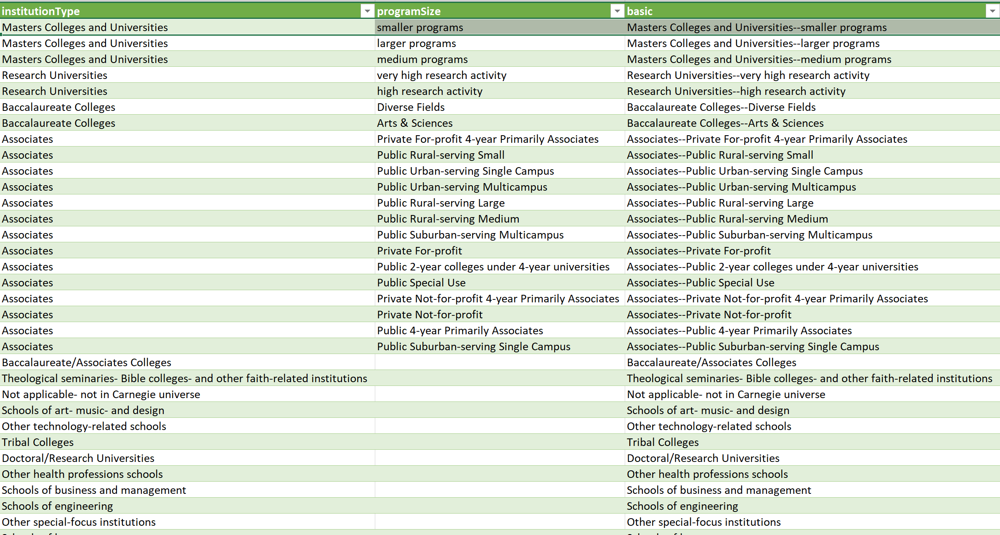 institutionType programSize basic
Masters Colleges and Universities smaller programs Masters Colleges and Universities--smaller programs
Masters Colleges and Universities larger programs Masters Colleges and Universities--larger programs
Masters Colleges and Universities medium programs Masters Colleges and Universities--medium programs
Research Universities very high research activity Research Universities--very high research activity
Research Universities high research activity Research Universities--high research activity
Baccalaureate Colleges Diverse Fields Baccalaureate Colleges--Diverse Fields
Baccalaureate Colleges Arts & Sciences Baccalaureate Colleges--Arts & Sciences
Associates Private For-profit 4-year Primarily Associates Associates--Private For-profit 4-year Primarily Associates
Associates Public Rural-serving Small Associates--Public Rural-serving Small
Associates Public Urban-serving Single Campus Associates--Public Urban-serving Single Campus
Associates Public Urban-serving Multicampus Associates--Public Urban-serving Multicampus
Associates Public Rural-serving Large Associates--Public Rural-serving Large
Associates Public Rural-serving Medium Associates--Public Rural-serving Medium
Associates Public Suburban-serving Multicampus Associates--Public Suburban-serving Multicampus
Associates Private For-profit Associates--Private For-profit
Associates Public 2-year colleges under 4-year universities Associates--Public 2-year colleges under 4-year universities
Associates Public Special Use Associates--Public Special Use
Associates Private Not-for-profit 4-year Primarily Associates Associates--Private Not-for-profit 4-year Primarily Associates
Associates Private Not-for-profit Associates--Private Not-for-profit
Associates Public 4-year Primarily Associates Associates--Public 4-year Primarily Associates
Associates Public Suburban-serving Single Campus Associates--Public Suburban-serving Single Campus
Baccalaureate/Associates Colleges Baccalaureate/Associates Colleges
Theological seminaries- Bible colleges- and other faith-related institutions Theological seminaries- Bible colleges- and other faith-related institutions
Not applicable- not in Carnegie universe Not applicable- not in Carnegie universe
Schools of art- music- and design Schools of art- music- and design
Other technology-related schools Other technology-related schools
Tribal Colleges Tribal Colleges
Doctoral/Research Universities Doctoral/Research Universities
Other health professions schools Other health professions schools
Schools of business and management Schools of business and management
Schools of engineering Schools of engineering
Other special-focus institutions Other special-focus institutions